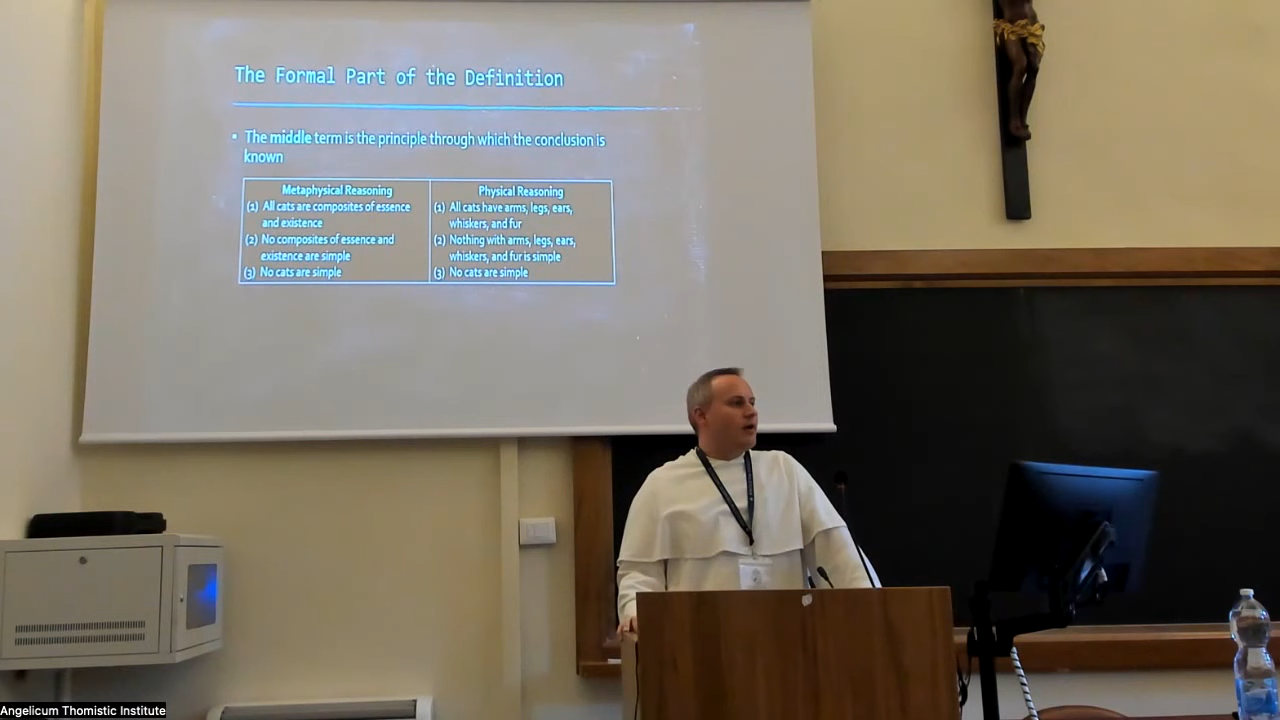 The Formal Part of the Definition
▪ The middle term is the principle through which the conclusion is
known
Metaphysical Reasoning
(1) All cats are composites of essence
and existence
(2) No composites of essence and
existence are simple
(3) No cats are simple
Physical Reasoning
(1) All cats have arms, legs, ears,
whiskers, and fur
(2) Nothing with arms, legs, ears,
whiskers, and fur is simple
(3) No cats are simple
Angelicum Thomistic Institute